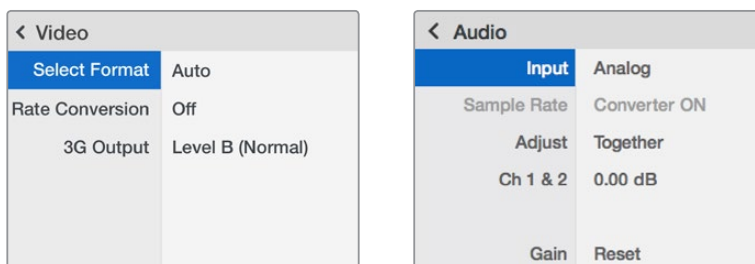 < Video
Select Format Auto
Rate Conversion Off
3G Output Level B (Normal)
< Audio
Input Analog
Sample Rate Converter ON
Adjust Together
Ch 1 & 2 0.00 dB
Gain Reset